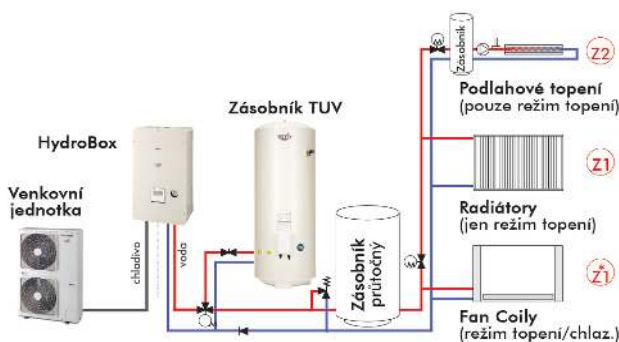 Zásobník
Z2
Podlahové topení
(pouze režim topení)
Zásobník TUV
HydroBox
Z1
Venkovní
jednotka
chladivo
voda
Zásobník
průtočný
Radiátory
(jen režim topení)
Z*1
Fan Coily
(režim topení/chlaz.)